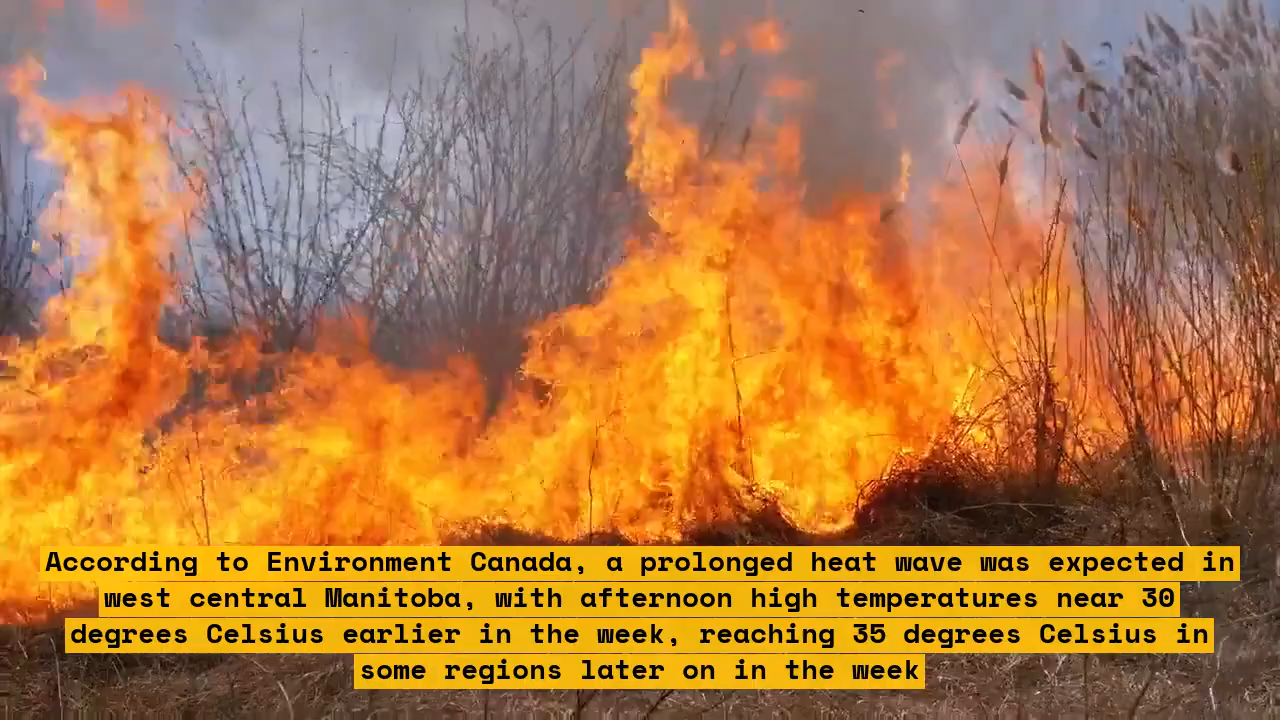 According to Environment Canada, a prolonged heat wave was expected in
west central Manitoba, with afternoon high temperatures near 30
degrees Celsius earlier in the week, reaching 35 degrees Celsius in
some regions later on in the week